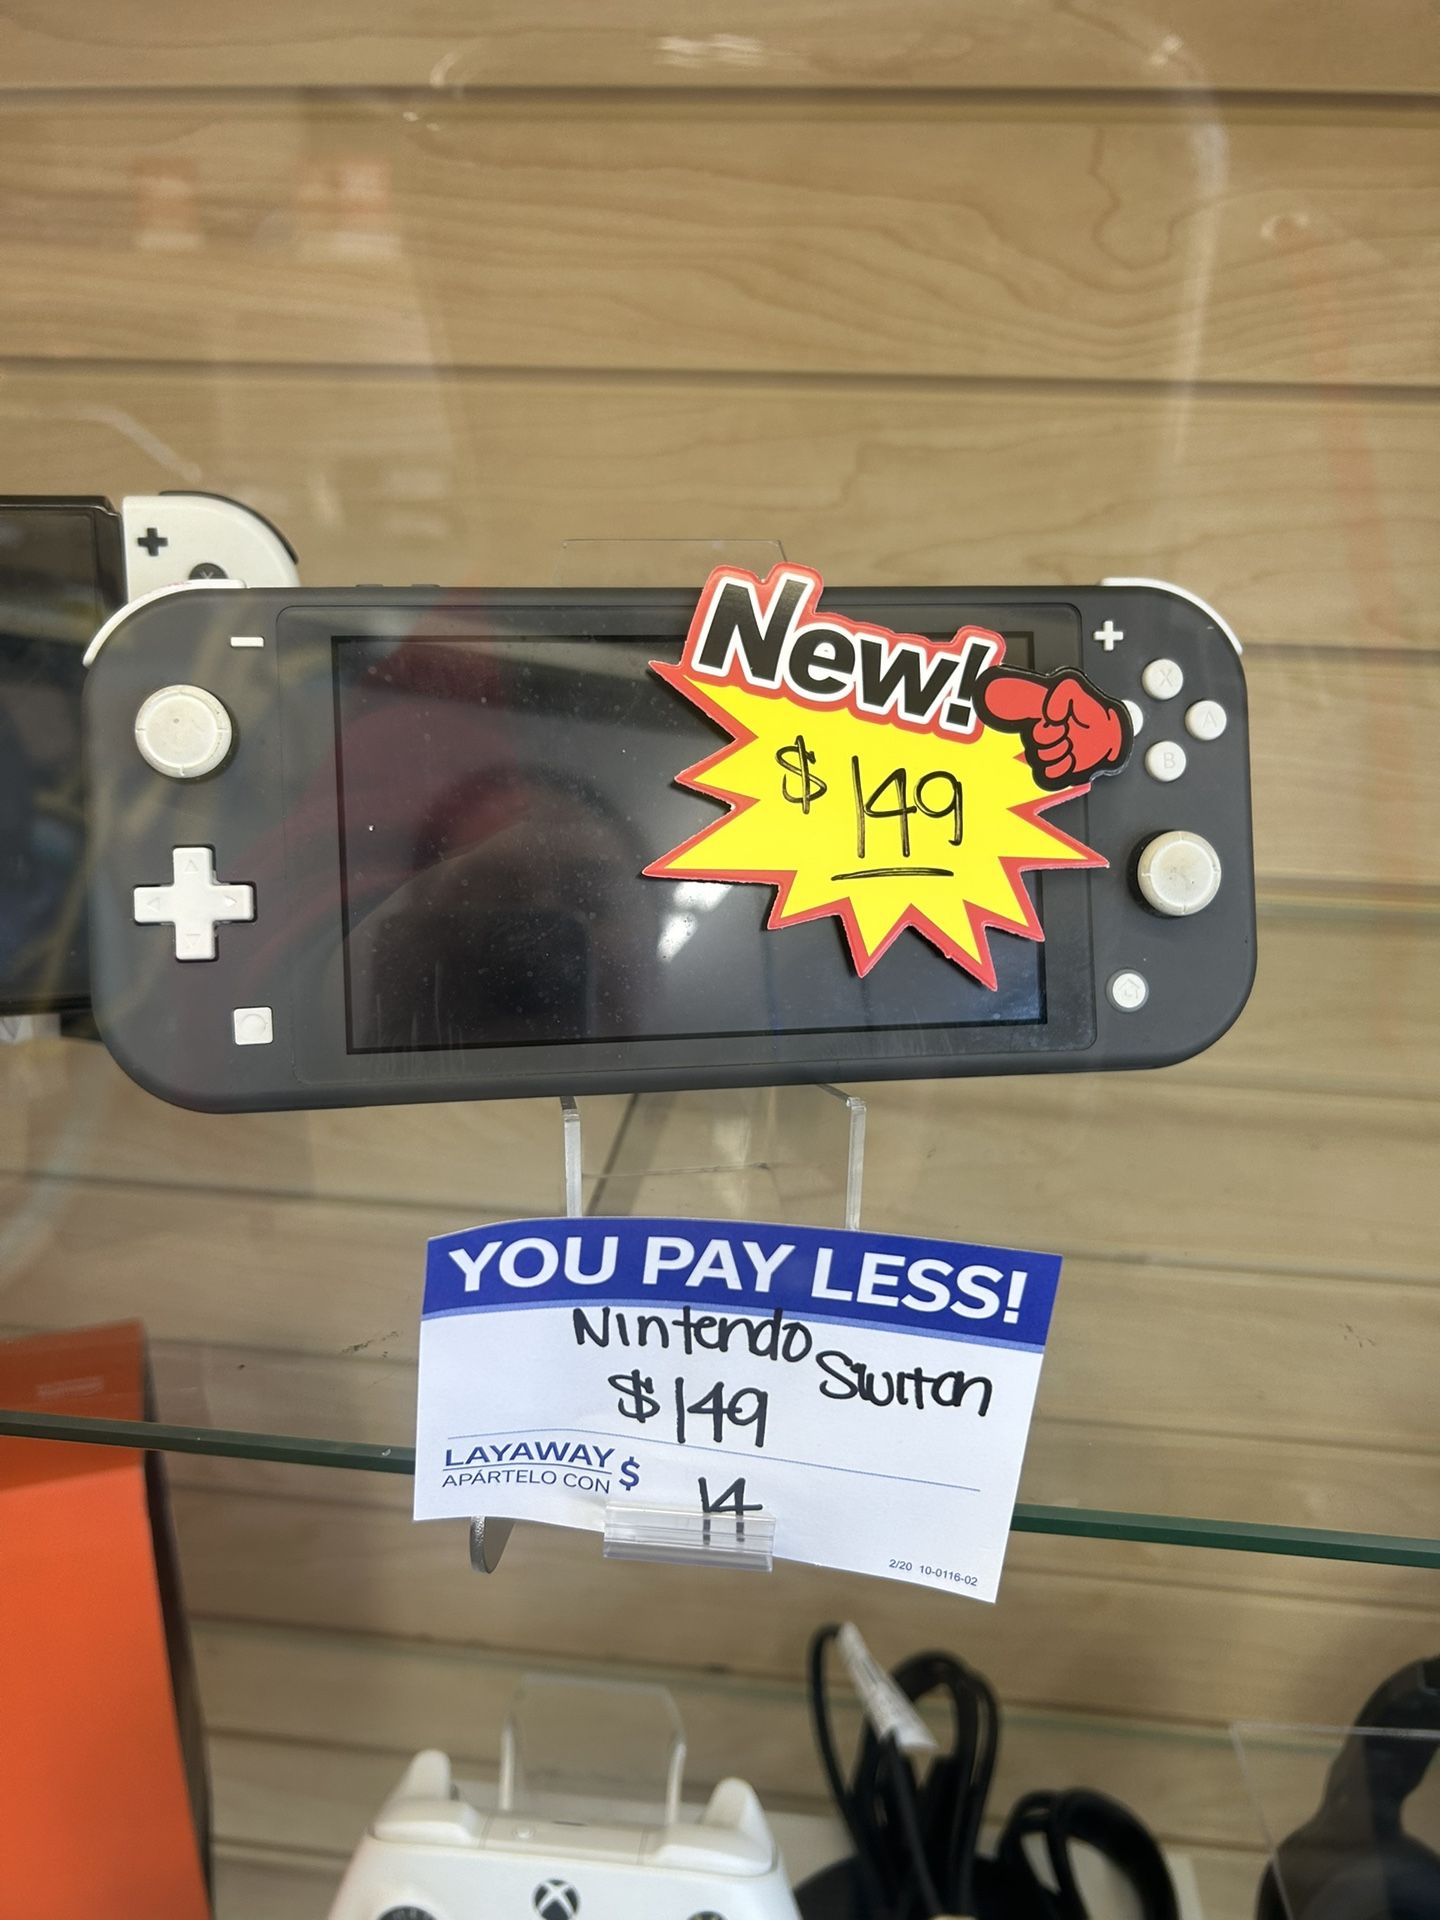 New!
$149
X
A
B
YOU PAY LESS!
Nintendo Switch
$149
LAYAWAY
APÁRTELO CON $ 14
2/20 10-0116-02